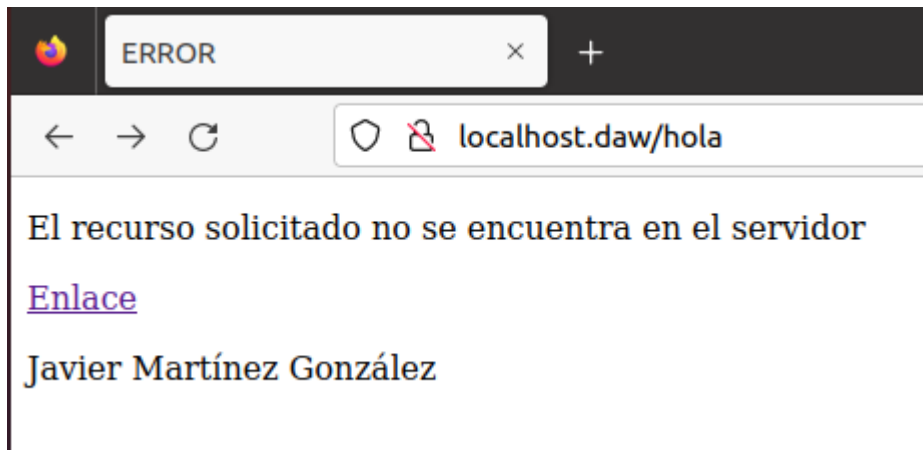 ERROR
localhost.daw/hola
El recurso solicitado no se encuentra en el servidor
Enlace
Javier Martínez González